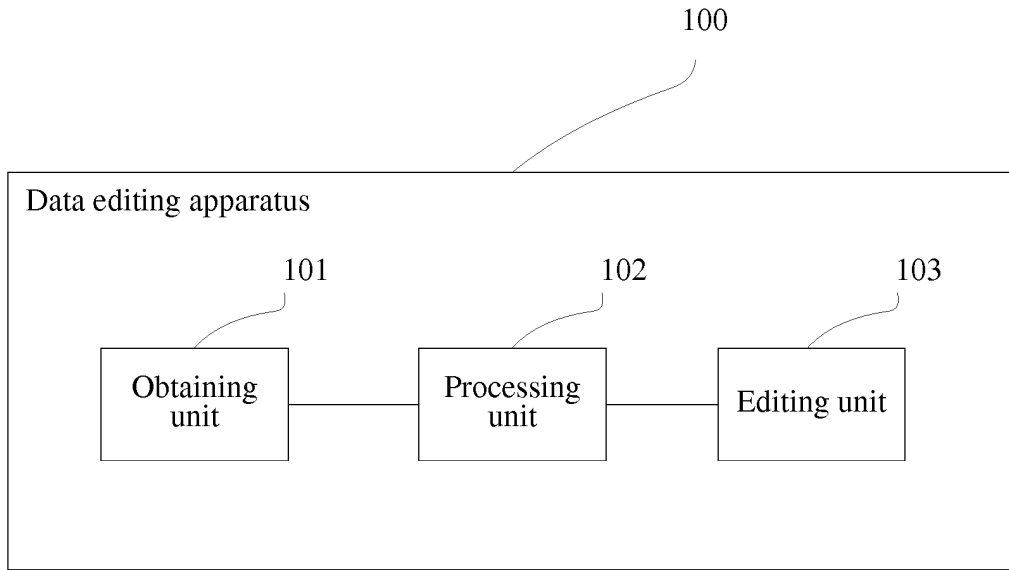 100
Data editing apparatus
101
102
103
Obtaining
unit
Processing
unit
Editing unit